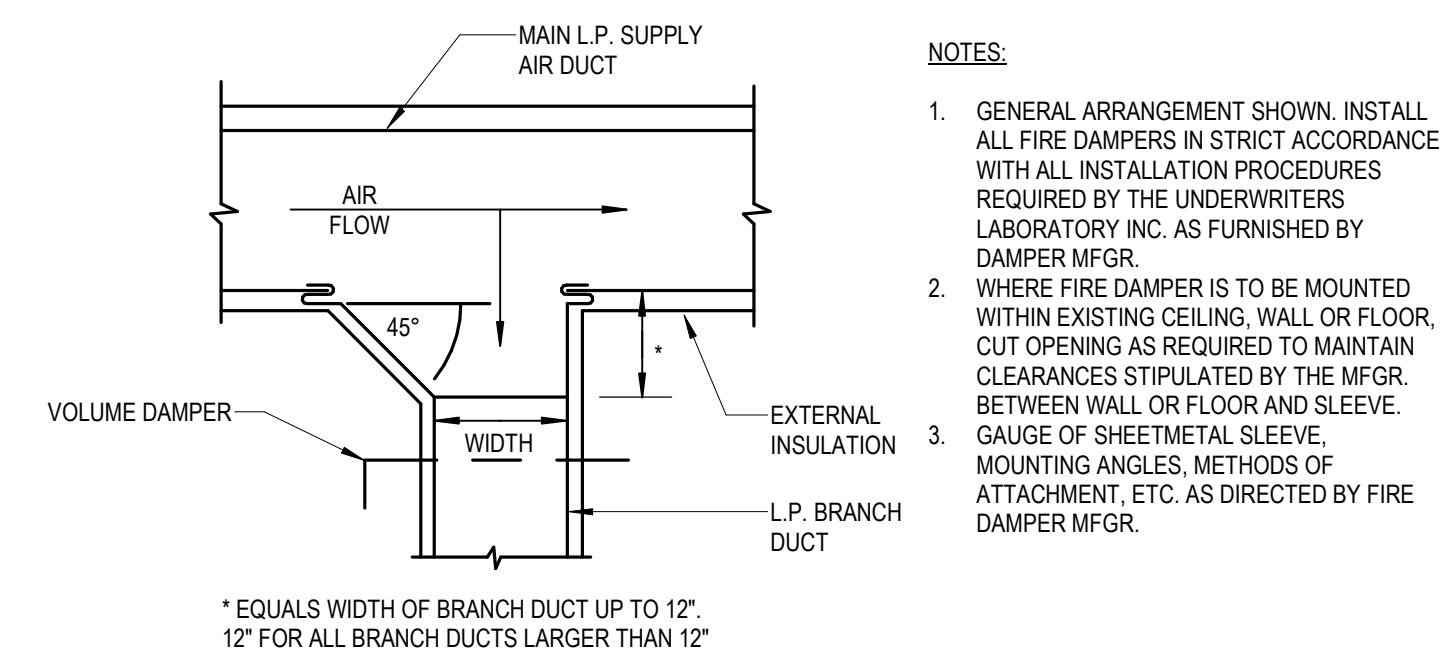 MAIN L.P. SUPPLY
AIR DUCT
AIR
FLOW
45°
*
VOLUME DAMPER
WIDTH
EXTERNAL
INSULATION
L.P. BRANCH
DUCT
* EQUALS WIDTH OF BRANCH DUCT UP TO 12".
12" FOR ALL BRANCH DUCTS LARGER THAN 12"
NOTES:
1. GENERAL ARRANGEMENT SHOWN. INSTALL
ALL FIRE DAMPERS IN STRICT ACCORDANCE
WITH ALL INSTALLATION PROCEDURES
REQUIRED BY THE UNDERWRITERS
LABORATORY INC. AS FURNISHED BY
DAMPER MFGR.
2. WHERE FIRE DAMPER IS TO BE MOUNTED
WITHIN EXISTING CEILING, WALL OR FLOOR,
CUT OPENING AS REQUIRED TO MAINTAIN
CLEARANCES STIPULATED BY THE MFGR.
BETWEEN WALL OR FLOOR AND SLEEVE.
3. GAUGE OF SHEETMETAL SLEEVE,
MOUNTING ANGLES, METHODS OF
ATTACHMENT, ETC. AS DIRECTED BY FIRE
DAMPER MFGR.